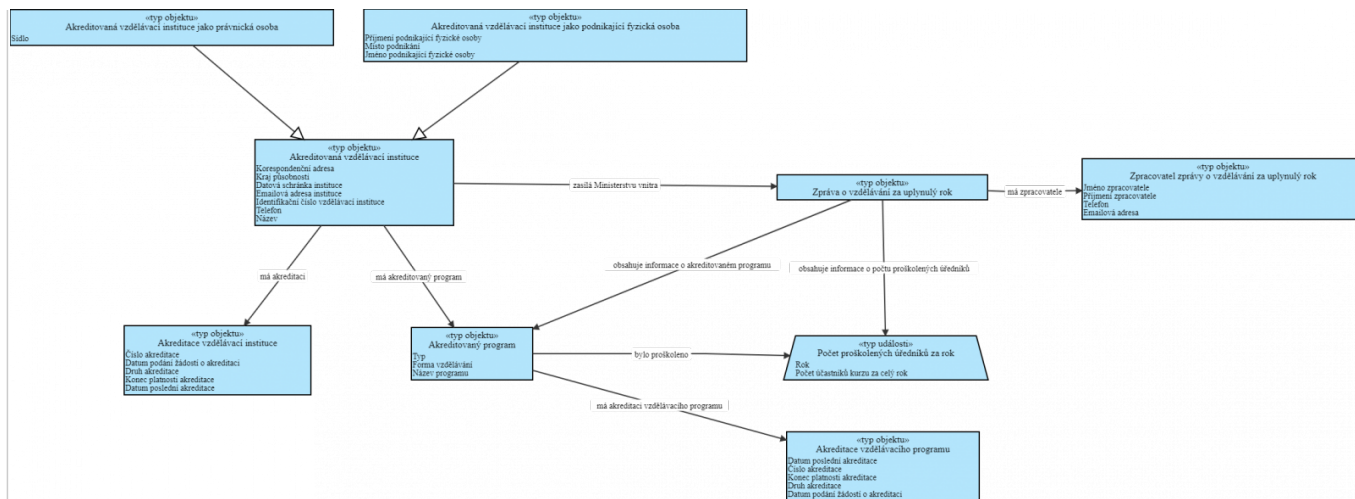 «typ objektu»
Akreditovaná vzdělávací instituce jako právnická osoba
Sídlo
«typ objektu»
Akreditovaná vzdělávací instituce jako podnikající fyzická osoba
Příjmení podnikající fyzické osoby
Místo podnikání
Jméno podnikající fyzické osoby
«typ objektu»
Akreditovaná vzdělávací instituce
Korespondenční adresa
Kraj působnosti
Datová schránka instituce
Emailová adresa instituce
Identifikační číslo vzdělávací instituce
Telefon
Název
zasílá Ministerstvu vnitra
«typ objektu»
Zpráva o vzdělávání za uplynulý rok
má zpracovatele
«typ objektu»
Zpracovatel zprávy o vzdělávání za uplynulý rok
Jméno zpracovatele
Příjmení zpracovatele
Telefon
Emailová adresa
má akreditaci
má akreditovaný program
obsahuje informace o akreditovaném programu
obsahuje informace o počtu proškolených úředníků
«typ objektu»
Akreditace vzdělávací instituce
Číslo akreditace
Datum podání žádosti o akreditaci
Druh akreditace
Konec platnosti akreditace
Datum poslední akreditace
«typ objektu»
Akreditovaný program
Typ
Forma vzdělávání
Název programu
bylo proškoleno
«typ události»
Počet proškolených úředníků za rok
Rok
Počet účastníků kurzu za celý rok
má akreditaci vzdělávacího programu
«typ objektu»
Akreditace vzdělávacího programu
Datum poslední akreditace
Číslo akreditace
Konec platnosti akreditace
Druh akreditace
Datum podání žádosti o akreditaci